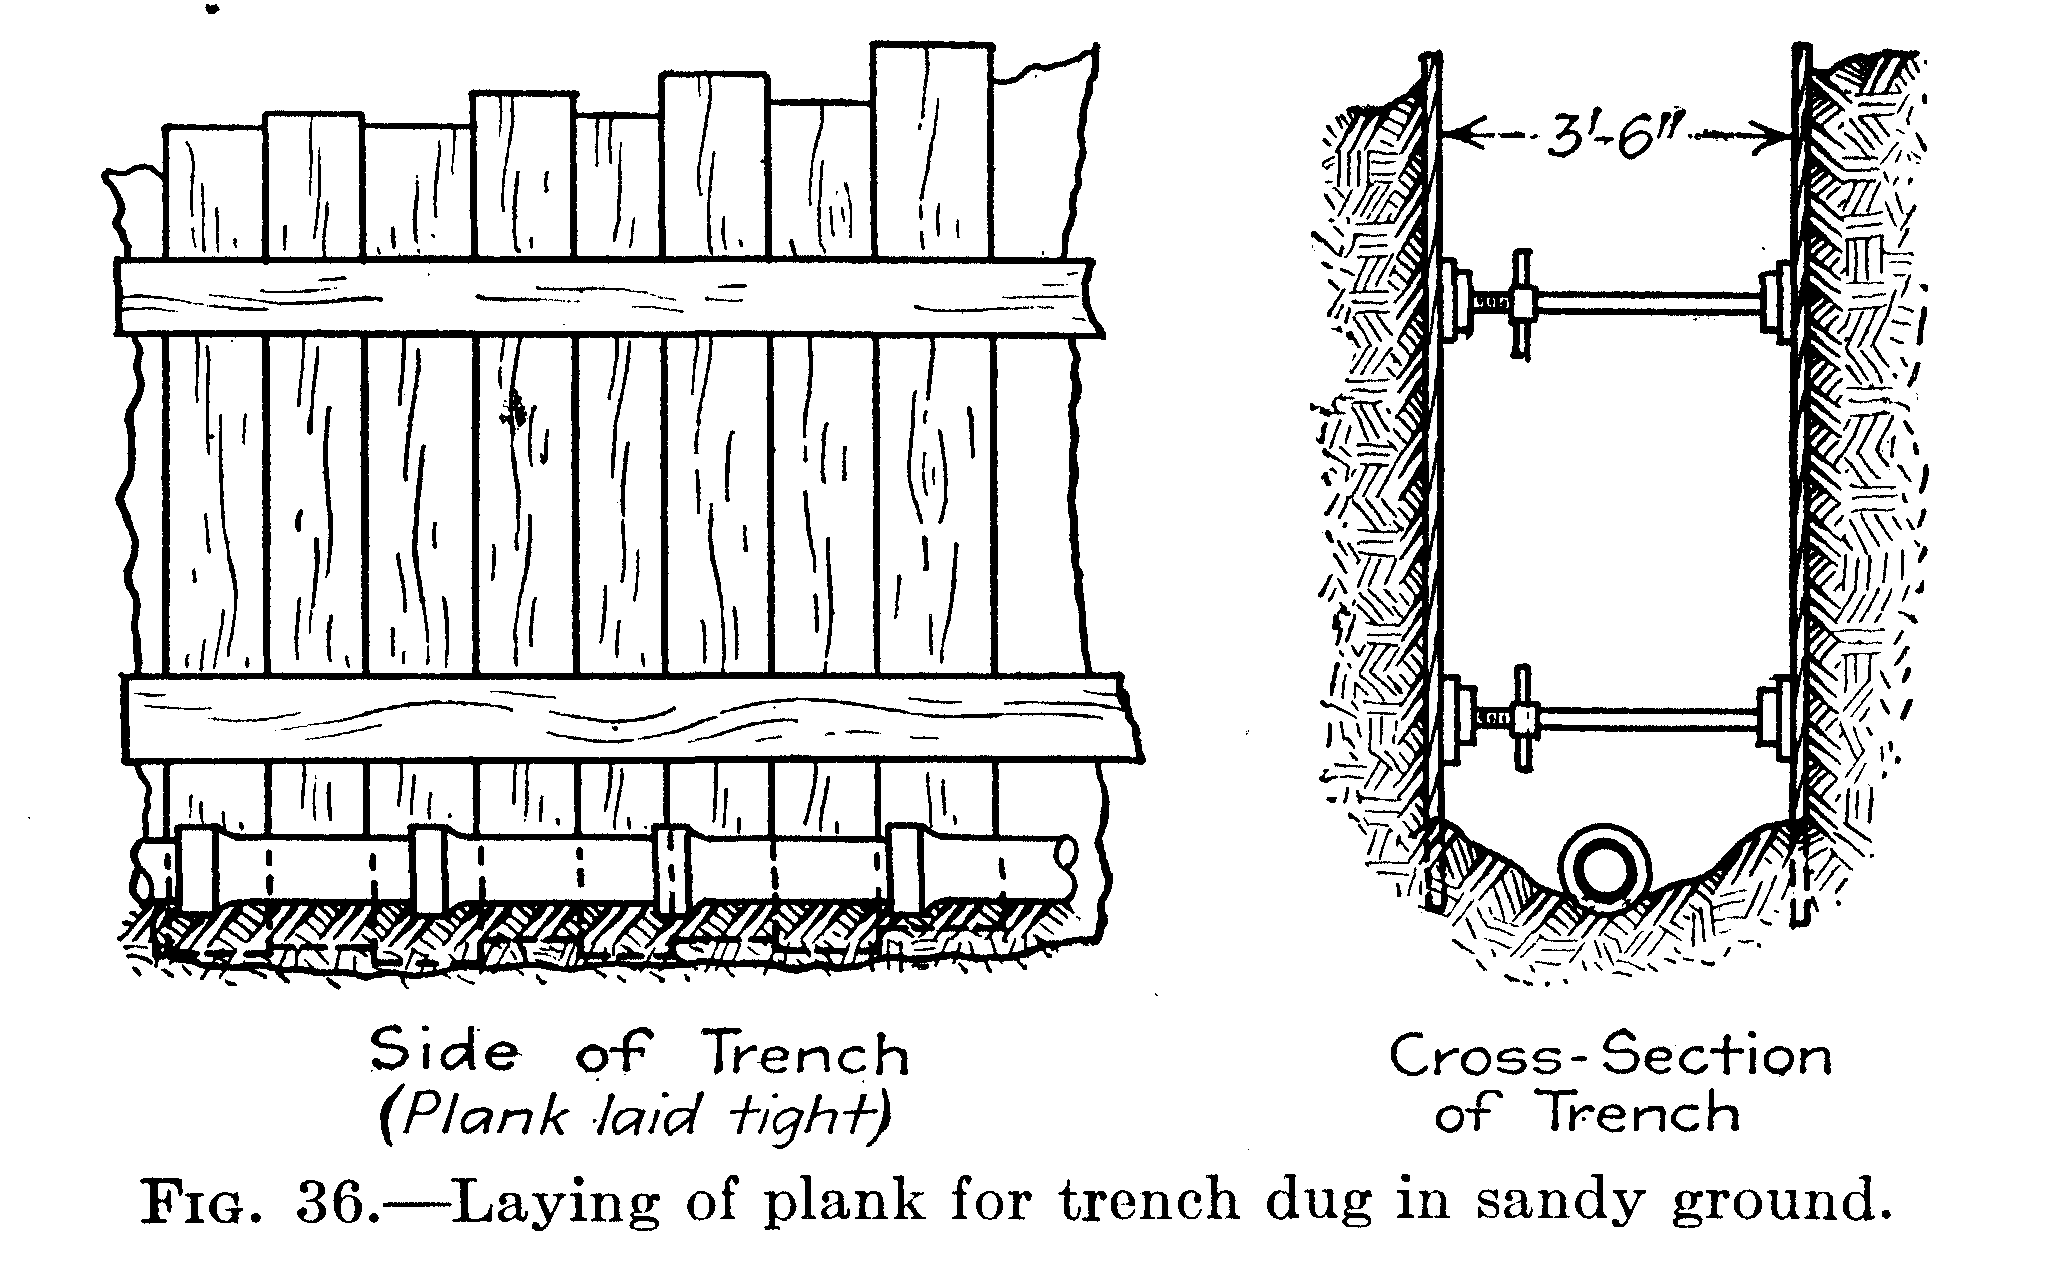 3'-6"
Side of Trench
(Plank laid tight)
Cross-Section
of Trench
FIG. 36.—Laying of plank for trench dug in sandy ground.